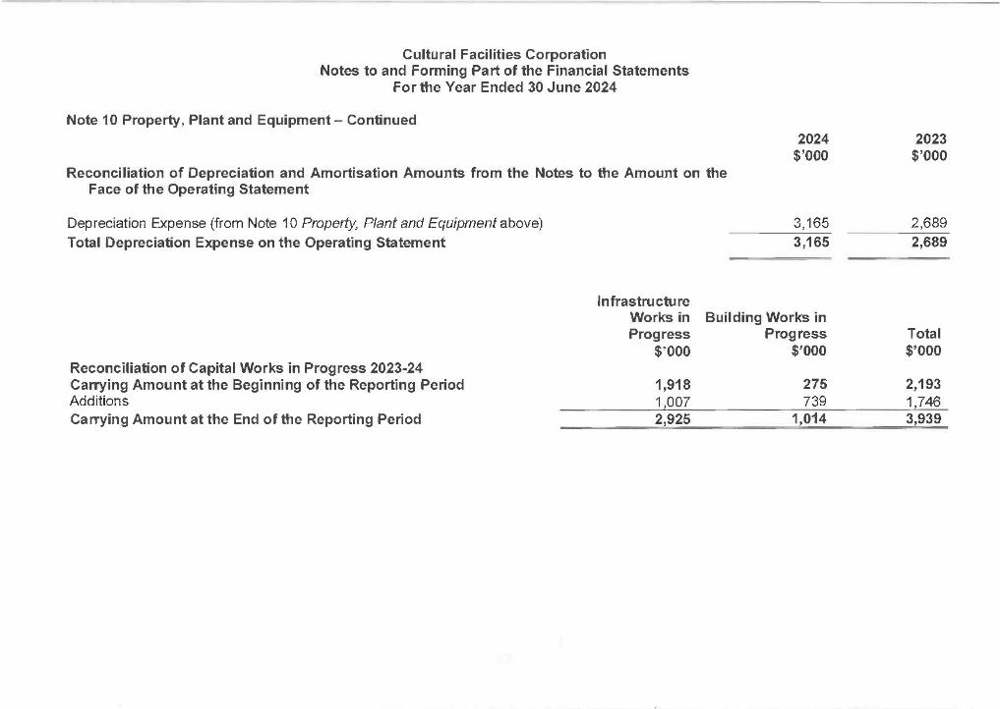 Cultural Facilities Corporation
Notes to and Forming Part of the Financial Statements
For the Year Ended 30 June 2024
Note 10 Property, Plant and Equipment – Continued
2024 2023
$'000 $'000
Reconciliation of Depreciation and Amortisation Amounts from the Notes to the Amount on the
Face of the Operating Statement
Depreciation Expense (from Note 10 Property, Plant and Equipment above) 3,165 2,689
Total Depreciation Expense on the Operating Statement 3,165 2,689
Infrastructure
Works in Building Works in
Progress Progress Total
$'000 $'000 $'000
Reconciliation of Capital Works in Progress 2023-24
Carrying Amount at the Beginning of the Reporting Period 1,918 275 2,193
Additions 1,007 739 1,746
Carrying Amount at the End of the Reporting Period 2,925 1,014 3,939